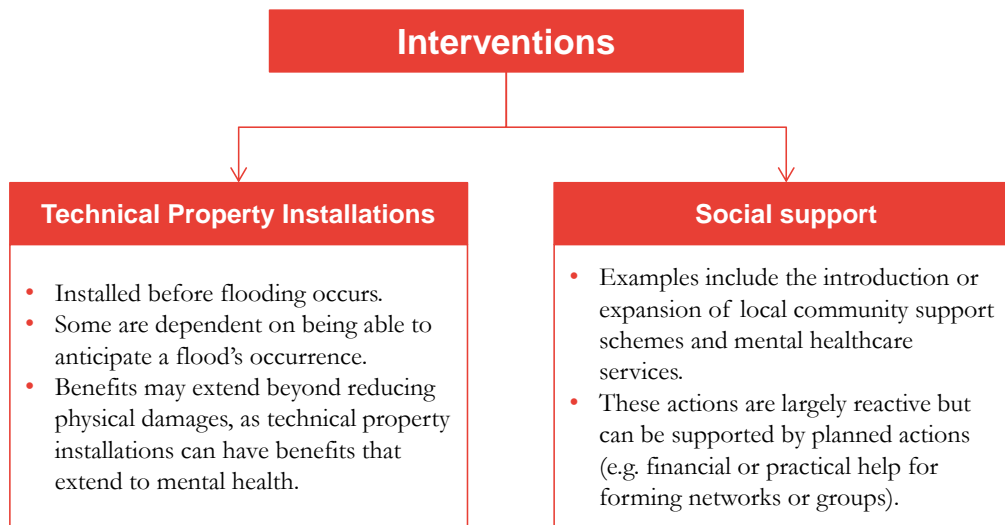 Interventions
Technical Property Installations
• Installed before flooding occurs.
• Some are dependent on being able to
anticipate a flood’s occurrence.
• Benefits may extend beyond reducing
physical damages, as technical property
installations can have benefits that
extend to mental health.
Social support
• Examples include the introduction or
expansion of local community support
schemes and mental healthcare
services.
• These actions are largely reactive but
can be supported by planned actions
(e.g. financial or practical help for
forming networks or groups).